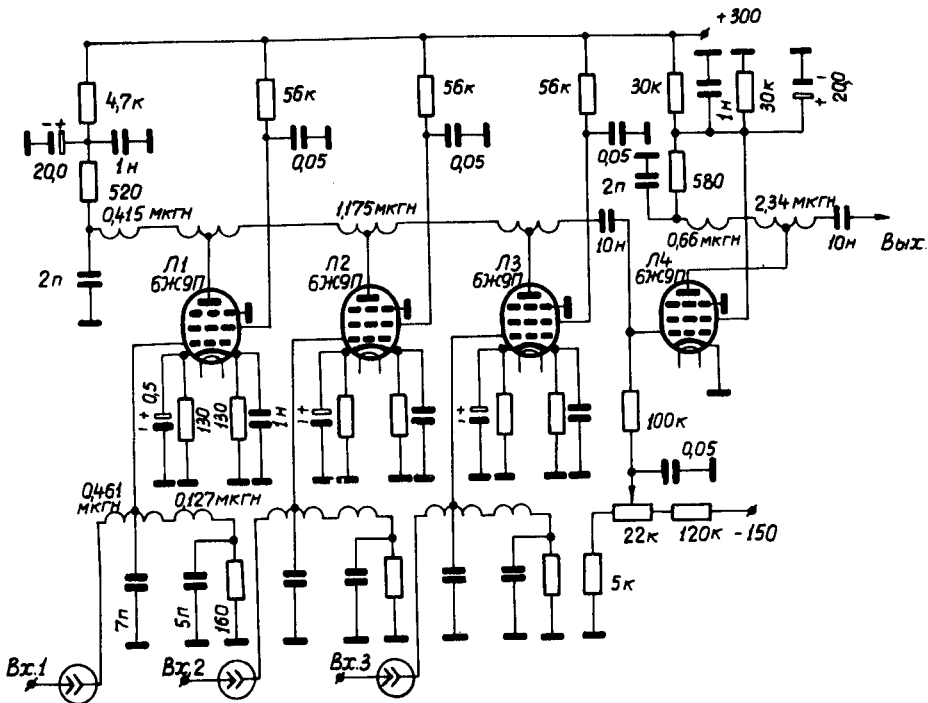 +300
4,7к
56к
56к
56к
30к
1н
30к
- +
20,0
- +
20,0
1н
0,05
0,05
0,05
520
2п
580
0,415 мкгн
1,175 мкгн
10н
0,66 мкгн
2,34 мкгн
10н
Вых.
2п
Л1
6Ж9П
Л2
6Ж9П
Л3
6Ж9П
Л4
6Ж9П
- +
0,5
130
130
1н
- +
- +
100к
0,05
0,461
мкгн
0,127мкгн
22к
120к
-150
7п
5п
160
5к
Вх.1
Вх.2
Вх.3